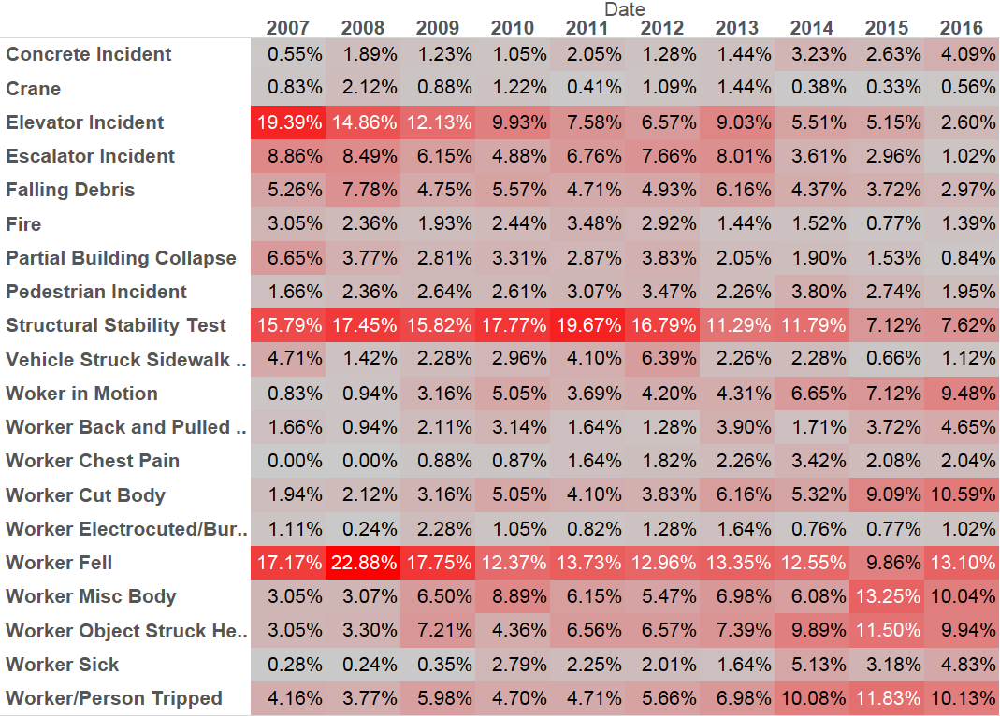 Date
2007 2008 2009 2010 2011 2012 2013 2014 2015 2016
Concrete Incident 0.55% 1.89% 1.23% 1.05% 2.05% 1.28% 1.44% 3.23% 2.63% 4.09%
Crane 0.83% 2.12% 0.88% 1.22% 0.41% 1.09% 1.44% 0.38% 0.33% 0.56%
Elevator Incident 19.39% 14.86% 12.13% 9.93% 7.58% 6.57% 9.03% 5.51% 5.15% 2.60%
Escalator Incident 8.86% 8.49% 6.15% 4.88% 6.76% 7.66% 8.01% 3.61% 2.96% 1.02%
Falling Debris 5.26% 7.78% 4.75% 5.57% 4.71% 4.93% 6.16% 4.37% 3.72% 2.97%
Fire 3.05% 2.36% 1.93% 2.44% 3.48% 2.92% 1.44% 1.52% 0.77% 1.39%
Partial Building Collapse 6.65% 3.77% 2.81% 3.31% 2.87% 3.83% 2.05% 1.90% 1.53% 0.84%
Pedestrian Incident 1.66% 2.36% 2.64% 2.61% 3.07% 3.47% 2.26% 3.80% 2.74% 1.95%
Structural Stability Test 15.79% 17.45% 15.82% 17.77% 19.67% 16.79% 11.29% 11.79% 7.12% 7.62%
Vehicle Struck Sidewalk .. 4.71% 1.42% 2.28% 2.96% 4.10% 6.39% 2.26% 2.28% 0.66% 1.12%
Woker in Motion 0.83% 0.94% 3.16% 5.05% 3.69% 4.20% 4.31% 6.65% 7.12% 9.48%
Worker Back and Pulled .. 1.66% 0.94% 2.11% 3.14% 1.64% 1.28% 3.90% 1.71% 3.72% 4.65%
Worker Chest Pain 0.00% 0.00% 0.88% 0.87% 1.64% 1.82% 2.26% 3.42% 2.08% 2.04%
Worker Cut Body 1.94% 2.12% 3.16% 5.05% 4.10% 3.83% 6.16% 5.32% 9.09% 10.59%
Worker Electrocuted/Bur.. 1.11% 0.24% 2.28% 1.05% 0.82% 1.28% 1.64% 0.76% 0.77% 1.02%
Worker Fell 17.17% 22.88% 17.75% 12.37% 13.73% 12.96% 13.35% 12.55% 9.86% 13.10%
Worker Misc Body 3.05% 3.07% 6.50% 8.89% 6.15% 5.47% 6.98% 6.08% 13.25% 10.04%
Worker Object Struck He.. 3.05% 3.30% 7.21% 4.36% 6.56% 6.57% 7.39% 9.89% 11.50% 9.94%
Worker Sick 0.28% 0.24% 0.35% 2.79% 2.25% 2.01% 1.64% 5.13% 3.18% 4.83%
Worker/Person Tripped 4.16% 3.77% 5.98% 4.70% 4.71% 5.66% 6.98% 10.08% 11.83% 10.13%